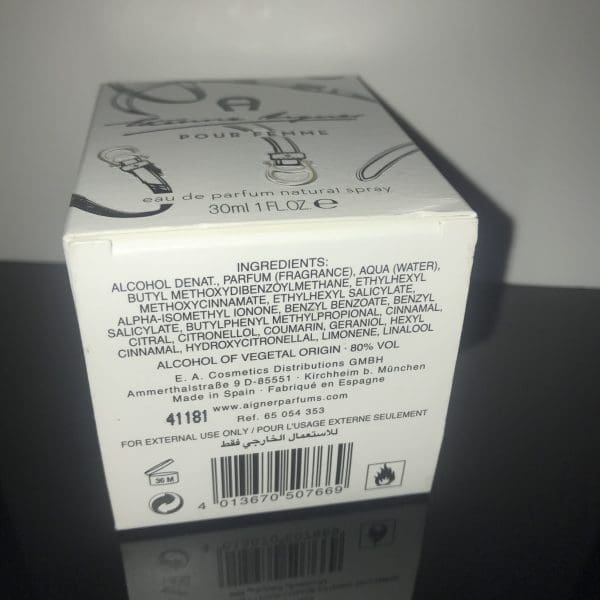 Etienne Aigner
POUR FEMME
eau de parfum natural spray
30ml 1 FL.OZ. ℮
INGREDIENTS:
ALCOHOL DENAT., PARFUM (FRAGRANCE), AQUA (WATER),
BUTYL METHOXYDIBENZOYLMETHANE, ETHYLHEXYL
METHOXYCINNAMATE, ETHYLHEXYL SALICYLATE,
ALPHA-ISOMETHYL IONONE, BENZYL BENZOATE, BENZYL
SALICYLATE, BUTYLPHENYL METHYLPROPIONAL, CINNAMAL,
CITRAL, CITRONELLOL, COUMARIN, GERANIOL, HEXYL
CINNAMAL, HYDROXYCITRONELLAL, LIMONENE, LINALOOL
ALCOHOL OF VEGETAL ORIGIN · 80% VOL
E. A. Cosmetics Distributions GMBH
Ammerthalstraße 9 D-85551 · Kirchheim b. München
Made in Spain · Fabriqué en Espagne
www.aignerparfums.com
41181 Ref. 65 054 353
FOR EXTERNAL USE ONLY / POUR L'USAGE EXTERNE SEULEMENT
للاستعمال الخارجي فقط
36 M
4 013670 507669